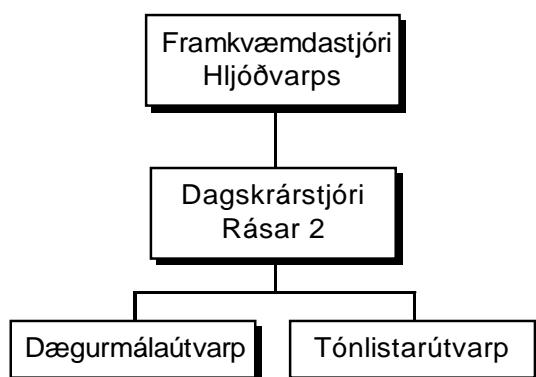 Framkvæmdastjóri
Hljóðvarps
Dagskrárstjóri
Rásar 2
Dægurmálaútvarp
Tónlistarútvarp